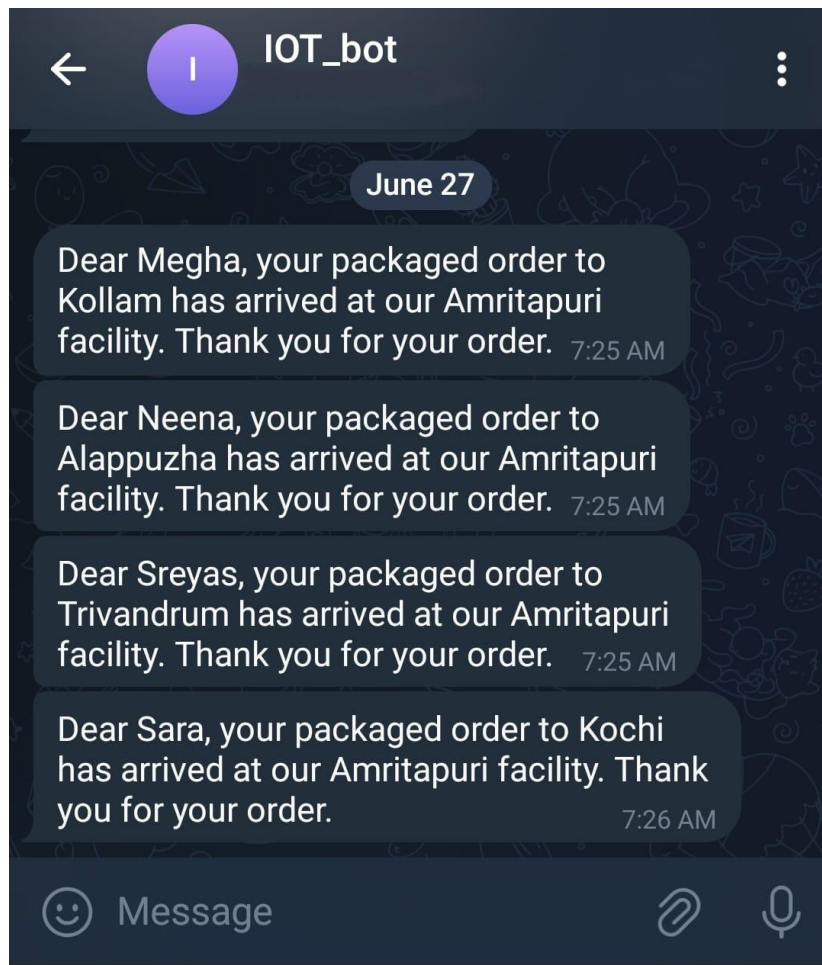 I
IOT_bot
June 27
Dear Megha, your packaged order to
Kollam has arrived at our Amritapuri
facility. Thank you for your order. 7:25 AM
Dear Neena, your packaged order to
Alappuzha has arrived at our Amritapuri
facility. Thank you for your order. 7:25 AM
Dear Sreyas, your packaged order to
Trivandrum has arrived at our Amritapuri
facility. Thank you for your order. 7:25 AM
Dear Sara, your packaged order to Kochi
has arrived at our Amritapuri facility. Thank
you for your order. 7:26 AM
Message